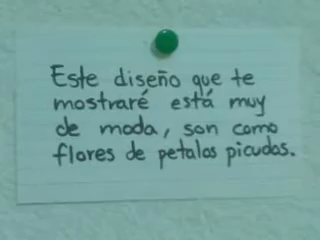 Este diseño que te
mostraré está muy
de moda, son como
flores de petalos picudos.